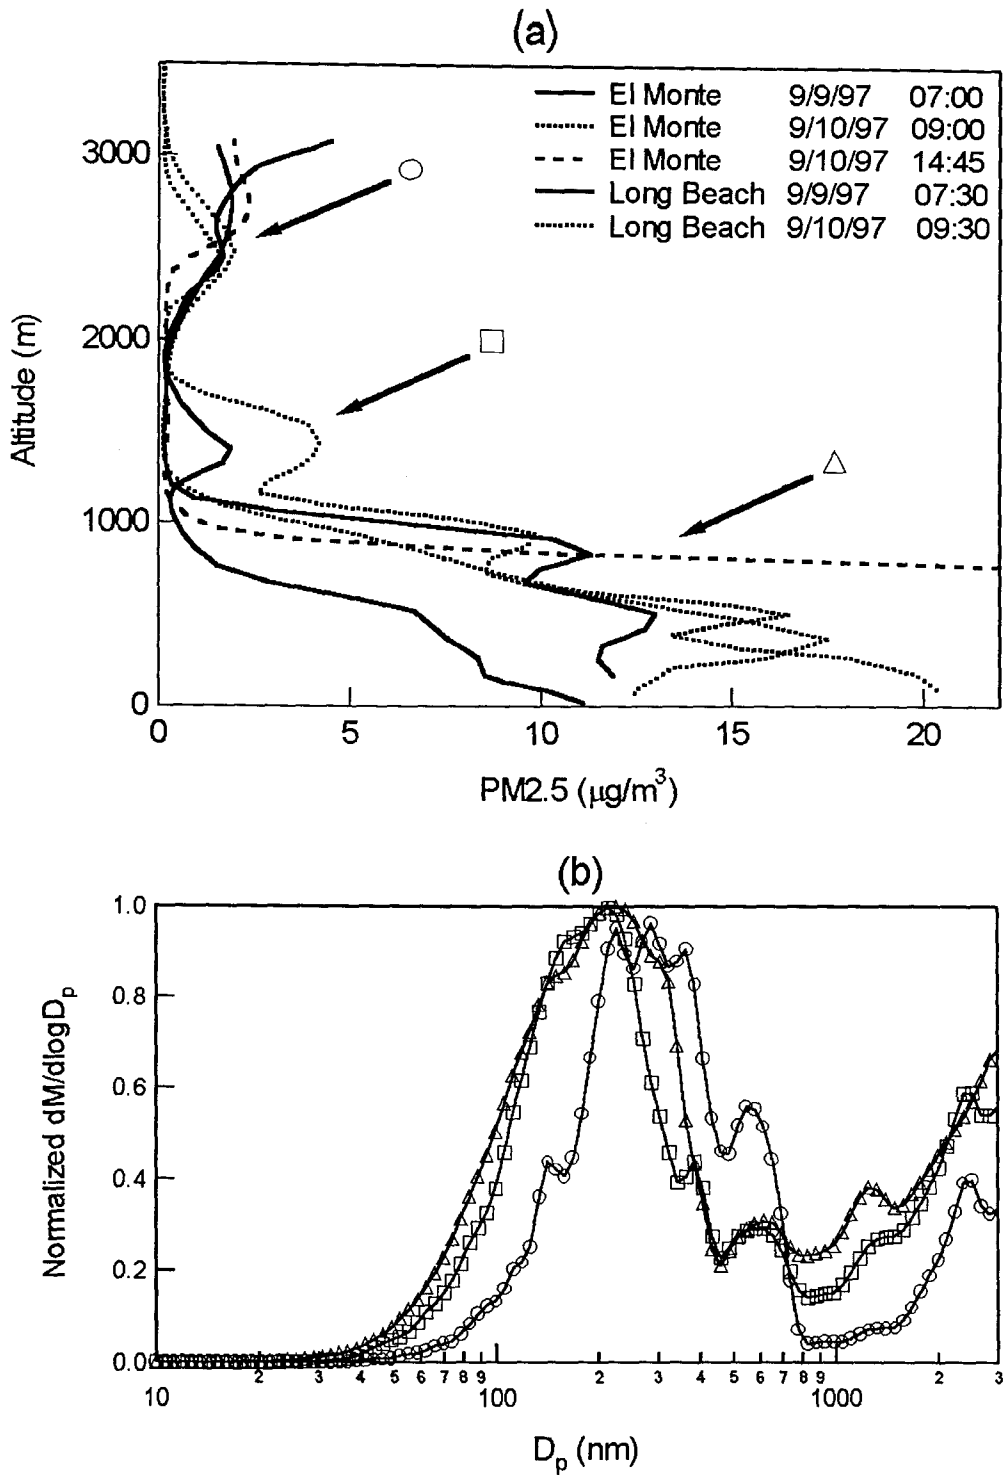 (a)
El Monte 9/9/97 07:00
El Monte 9/10/97 09:00
El Monte 9/10/97 14:45
Long Beach 9/9/97 07:30
Long Beach 9/10/97 09:30
Altitude (m)
3000
2000
1000
0
0 5 10 15 20
PM2.5 (μg/m³)
(b)
Normalized dM/dlogDp
1.0
0.8
0.6
0.4
0.2
0.0
10 2 3 4 5 6 7 8 9 100 2 3 4 5 6 7 8 9 1000 2 3
Dp (nm)